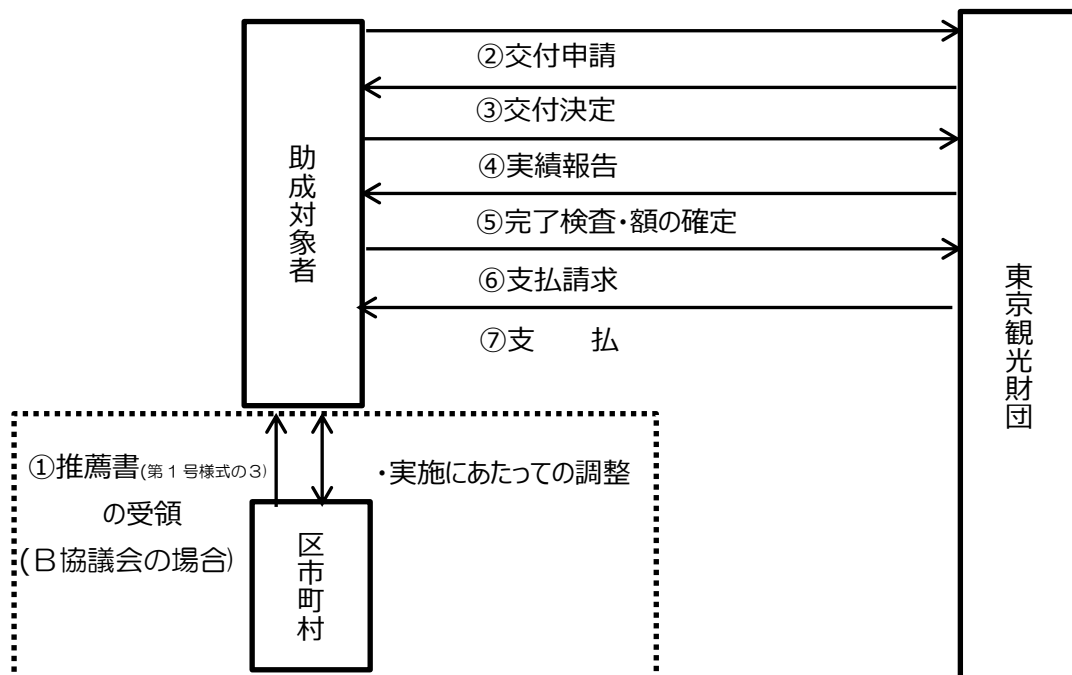 ②交付申請
③交付決定
④実績報告
⑤完了検査・額の確定
⑥支払請求
⑦支　　払
助成対象者
東京観光財団
①推薦書(第１号様式の３)
の受領
(Ｂ協議会の場合)
・実施にあたっての調整
区市町村